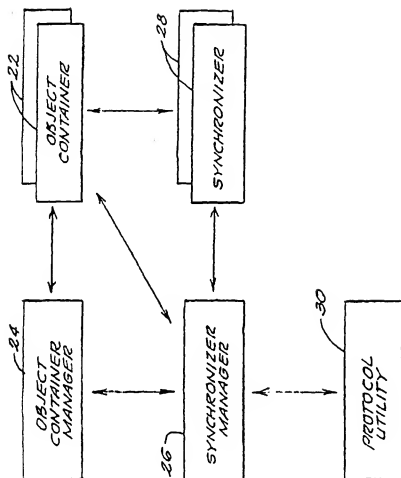 24
OBJECT
CONTAINER
MANAGER
22
OBJECT
CONTAINER
26
SYNCHRONIZER
MANAGER
28
SYNCHRONIZER
30
PROTOCOL
UTILITY